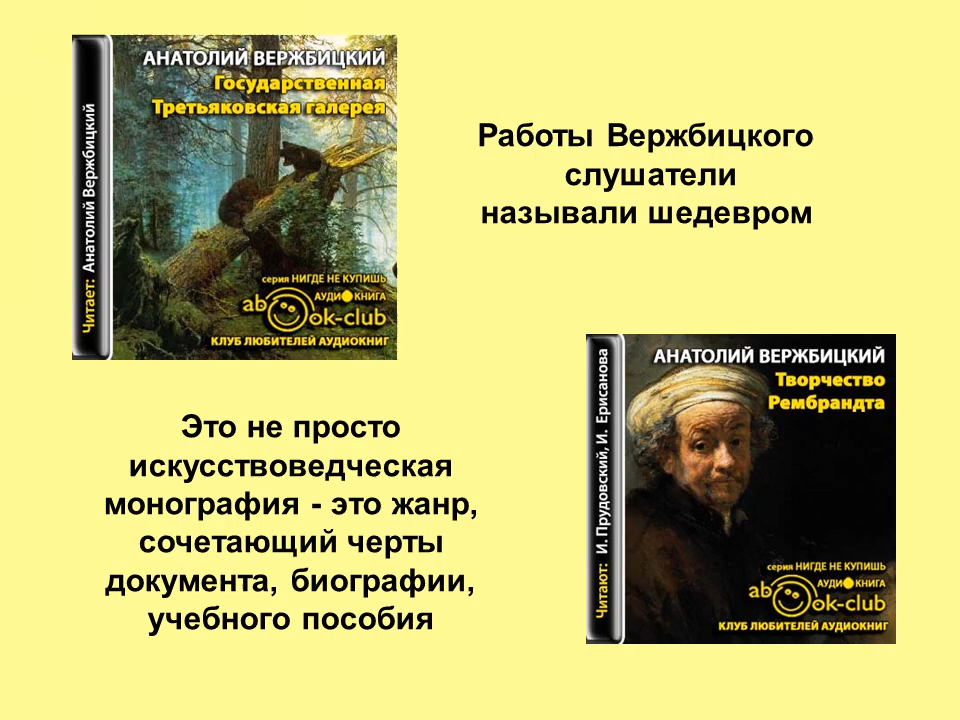 АНАТОЛИЙ ВЕРЖБИЦКИЙ
Государственная
Третьяковская галерея
Читает: Анатолий Вержбицкий
серия НИГДЕ НЕ КУПИШЬ
АУДИОКНИГА
abook-club
КЛУБ ЛЮБИТЕЛЕЙ АУДИОКНИГ
Работы Вержбицкого
слушатели
называли шедевром
Это не просто
искусствоведческая
монография - это жанр,
сочетающий черты
документа, биографии,
учебного пособия
АНАТОЛИЙ ВЕРЖБИЦКИЙ
Творчество
Рембрандта
Читают: И. Прудовский, И. Ерисанова
серия НИГДЕ НЕ КУПИШЬ
АУДИОКНИГА
abook-club
КЛУБ ЛЮБИТЕЛЕЙ АУДИОКНИГ